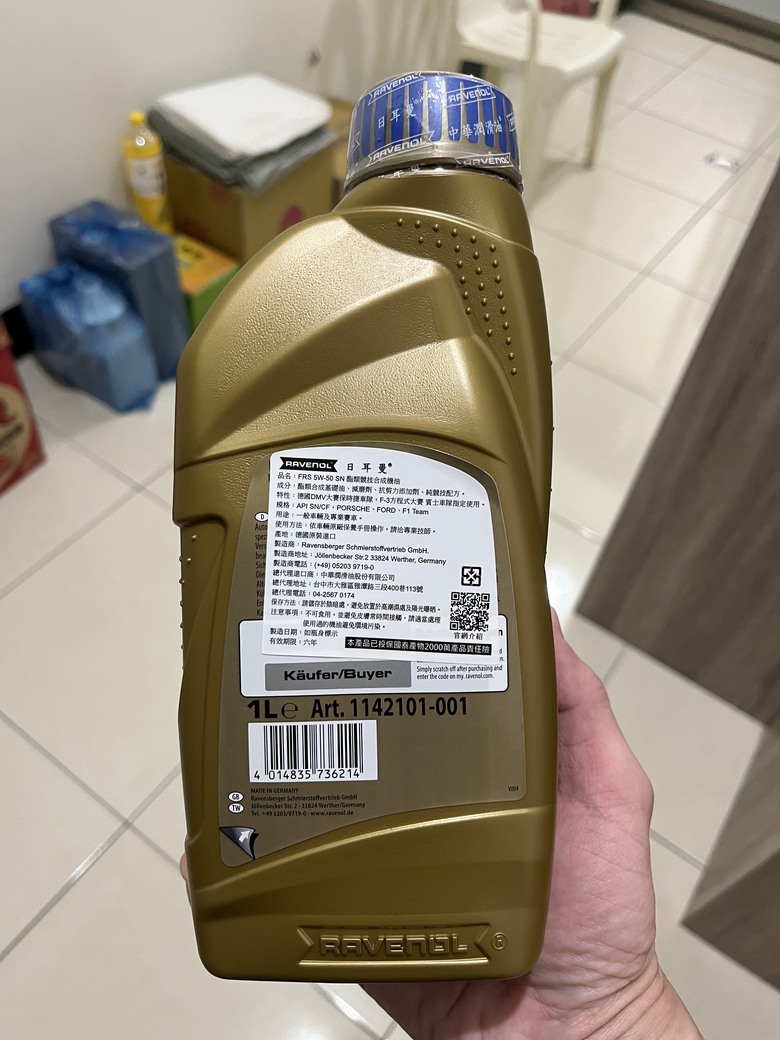 RAVENOL
RAVENOL
日耳曼®
中華潤滑油
RAVENOL
RAVENOL
RAVENOL 日耳曼®
品名：FRS 5W-50 SN 酯類競技合成機油
成分：酯類合成基礎油、減磨劑、抗剪力添加劑、純競技配方。
特性：德國DMV大賽保時捷車隊，F-3方程式大賽 賓士車隊指定使用。
規格：API SN/CF，PORSCHE、FORD、F1 Team
用途：一般車輛及專業賽車。
使用方法：依車輛原廠保養手冊操作，請洽專業技師。
產地：德國原裝進口
製造商：Ravensberger Schmierstoffvertrieb GmbH.
製造商地址：Jöllenbecker Str.2 33824 Werther, Germany
製造商電話：(+49) 05203 9719-0
總代理進口商：中華潤滑油股份有限公司
總代理地址：台中市大雅區雅潭路三段400巷113號
總代理電話：04-2567 0174
保存方法：請儲存於陰暗處，避免放置於高潮濕處及陽光曝晒。
注意事項：不可食用，並避免皮膚常時間接觸，請適當處理
使用過的機油避免環境污染。
製造日期：如瓶身標示
有效期限：六年
官網介紹
本產品已投保國泰產物2000萬產品責任險
D
Käufer/Buyer
Simply scratch off after purchasing and
enter the code on my. ravenol.com.
1L e Art. 1142101-001
4 014835 736214
MADE IN GERMANY
GB
TW
Ravensberger Schmierstoffvertrieb GmbH
Jöllenbecker Str. 2 · 33824 Werther/Germany
Tel. +49 5203/9719-0 · www.ravenol.de
V004
RAVENOL ®